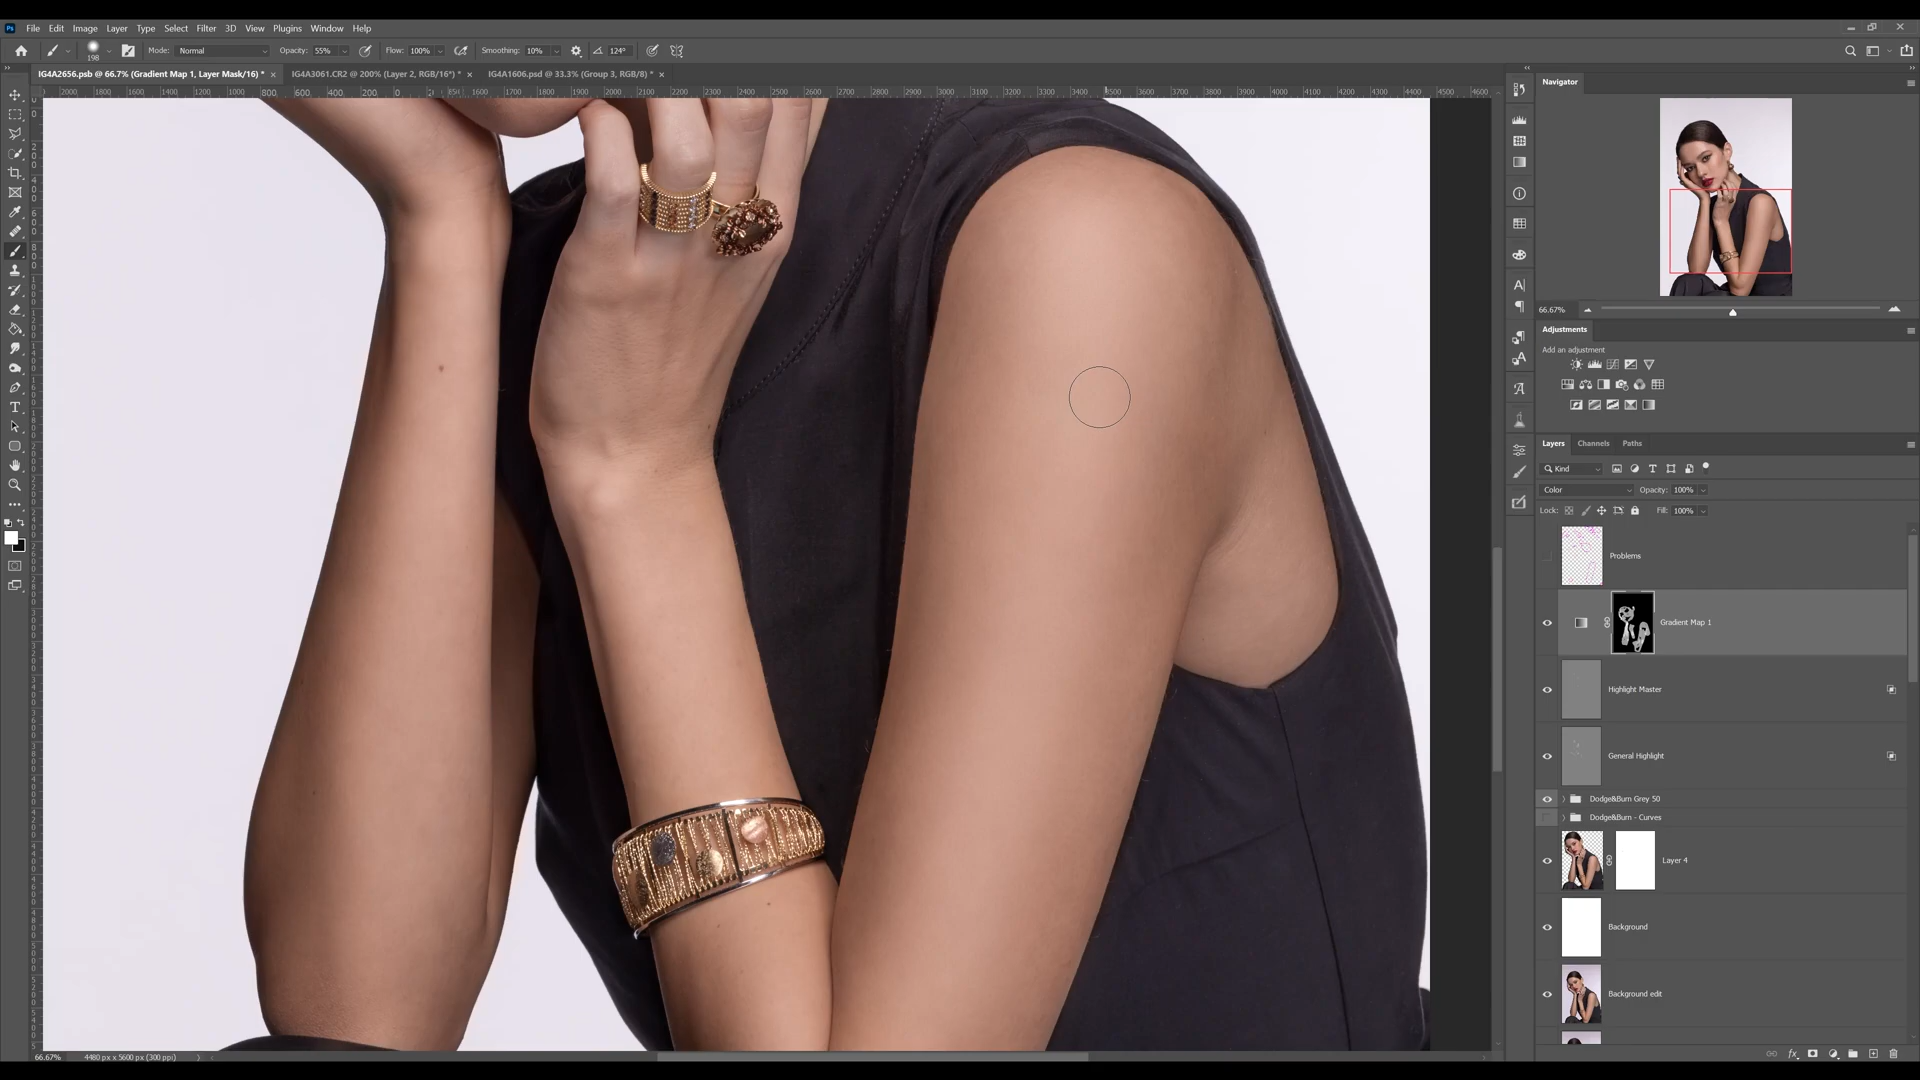 Ps File Edit Image Layer Type Select Filter 3D View Plugins Window Help
198 Mode: Normal Opacity: 55% Flow: 100% Smoothing: 10% 124°
IG4A2656.psb @ 66.7% (Gradient Map 1, Layer Mask/16) * × IG4A3061.CR2 @ 200% (Layer 2, RGB/16*) * × IG4A1606.psd @ 33.3% (Group 3, RGB/8) * ×
Navigator
66.67%
Adjustments
Add an adjustment
Layers Channels Paths
Kind
Color Opacity: 100%
Lock: Fill: 100%
Problems
Gradient Map 1
Highlight Master
General Highlight
Dodge&Burn Grey 50
Dodge&Burn - Curves
Layer 4
Background
Background edit
66.67% 4480 px x 5600 px (300 ppi)